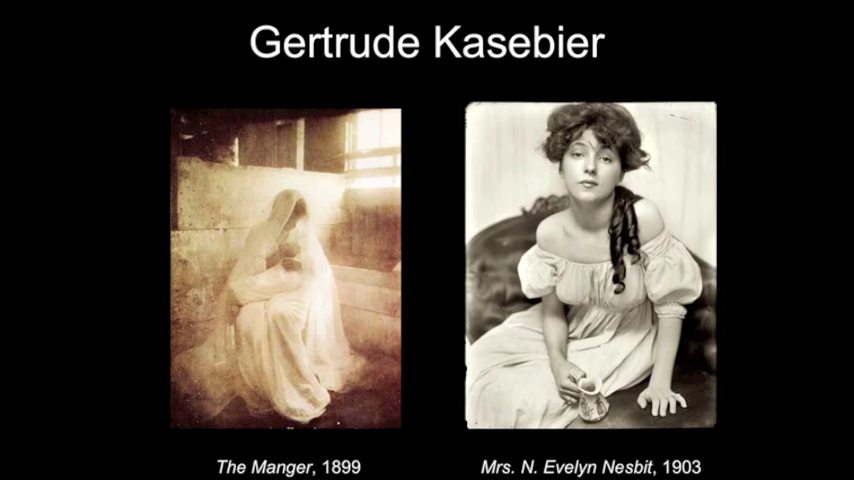 Gertrude Kasebier
The Manger, 1899
Mrs. N. Evelyn Nesbit, 1903